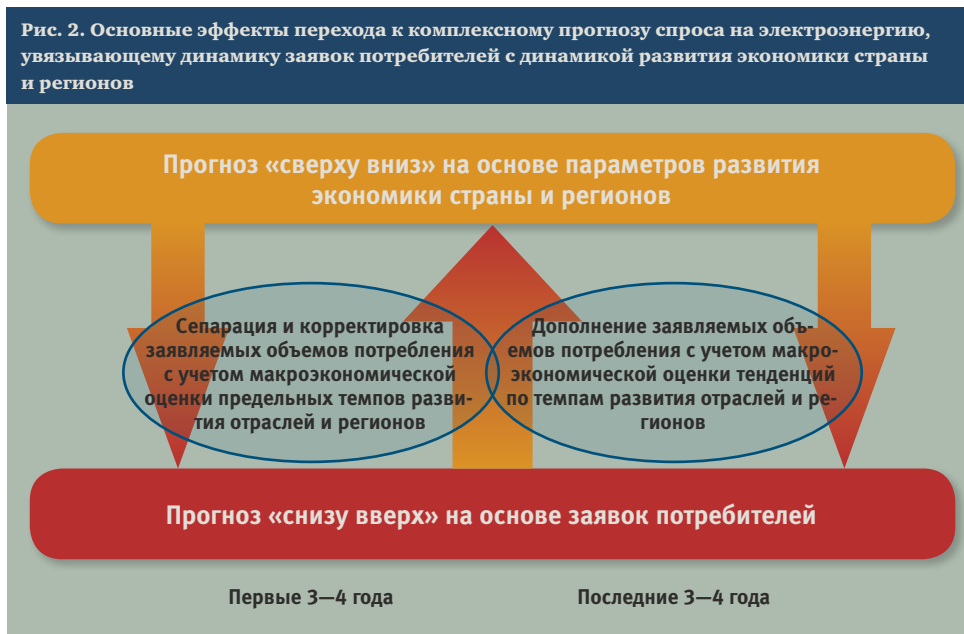 Рис. 2. Основные эффекты перехода к комплексному прогнозу спроса на электроэнергию,
увязывающему динамику заявок потребителей с динамикой развития экономики страны
и регионов
Прогноз «сверху вниз» на основе параметров развития
экономики страны и регионов
Сепарация и корректировка
заявляемых объемов потребления
с учетом макроэкономической
оценки предельных темпов разви-
тия отраслей и регионов
Дополнение заявляемых объ-
емов потребления с учетом макро-
экономической оценки тенденций
по темпам развития отраслей и ре-
гионов
Прогноз «снизу вверх» на основе заявок потребителей
Первые 3—4 года
Последние 3—4 года